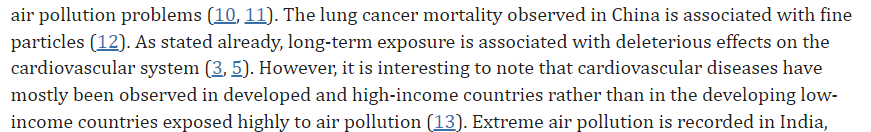 air pollution problems (10, 11). The lung cancer mortality observed in China is associated with fine
particles (12). As stated already, long-term exposure is associated with deleterious effects on the
cardiovascular system (3, 5). However, it is interesting to note that cardiovascular diseases have
mostly been observed in developed and high-income countries rather than in the developing low-
income countries exposed highly to air pollution (13). Extreme air pollution is recorded in India,